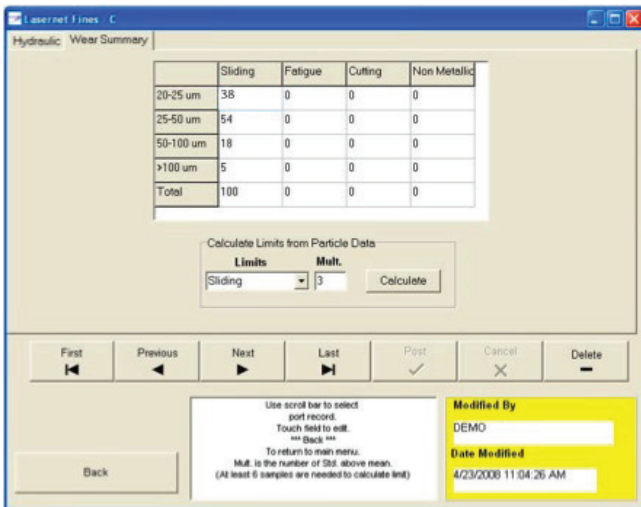 Lasernet Fines / C
Hydraulic Wear Summary
Sliding Fatigue Cutting Non Metallic
20-25 um 38 0 0 0
25-50 um 54 0 0 0
50-100 um 18 0 0 0
>100 um 5 0 0 0
Total 100 0 0 0
Calculate Limits from Particle Data
Limits Mult.
Sliding 3 Calculate
First Previous Next Last Post Cancel Delete
Use scroll bar to select
port record.
Touch field to edit.
*** Back ***
To return to main menu.
Mult. is the number of Std. above mean.
(At least 6 samples are needed to calculate limit)
Back
Modified By
DEMO
Date Modified
4/23/2008 11:04:26 AM